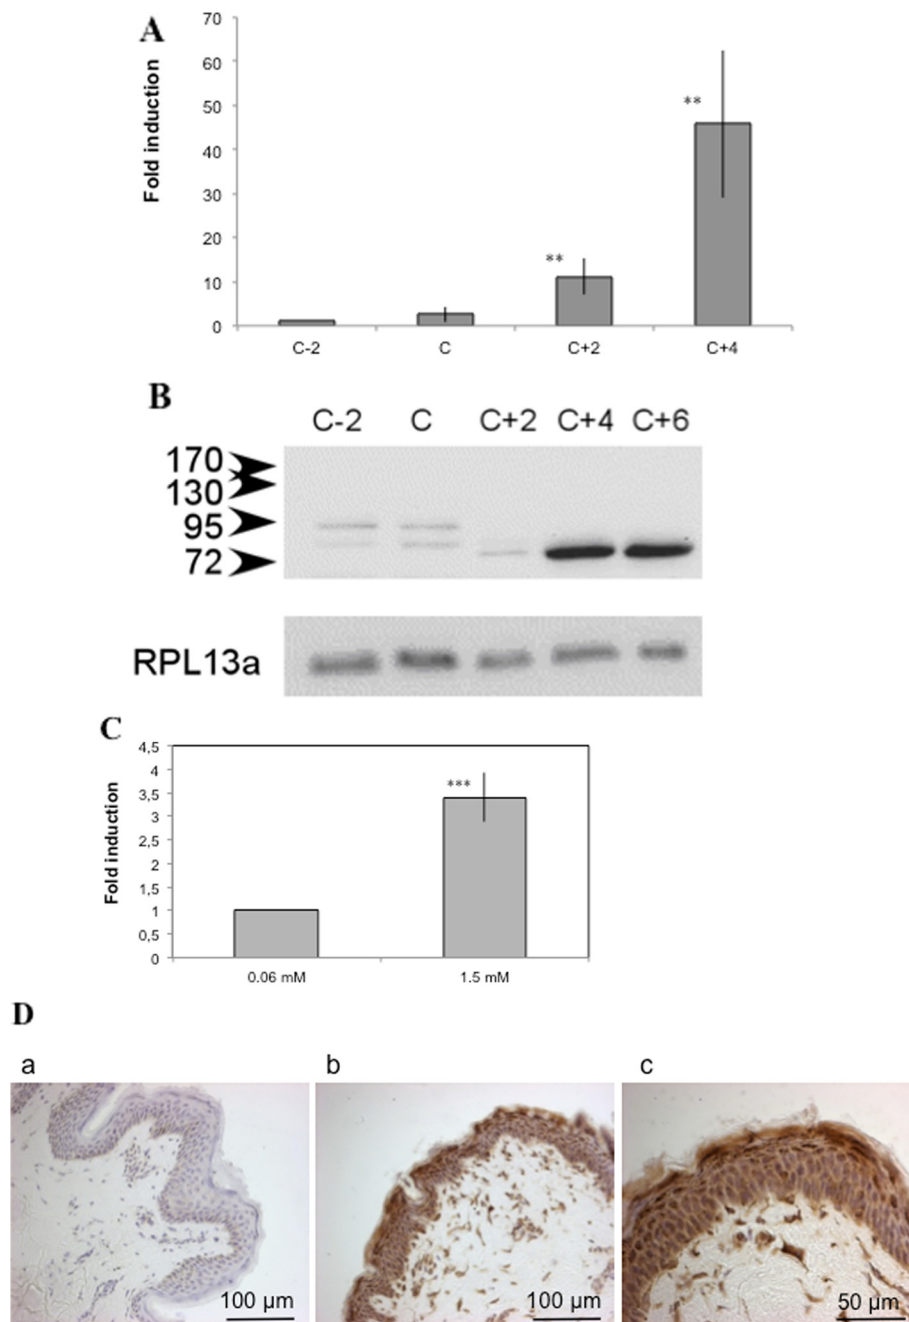 A
Fold induction
70
60
50
40
30
20
10
0
**
**
C-2 C C+2 C+4
B
C-2 C C+2 C+4 C+6
170
130
95
72
RPL13a
C
Fold induction
4,5
4
3,5
3
2,5
2
1,5
1
0,5
0
***
0.06 mM 1.5 mM
D
a b c
100 µm 100 µm 50 µm